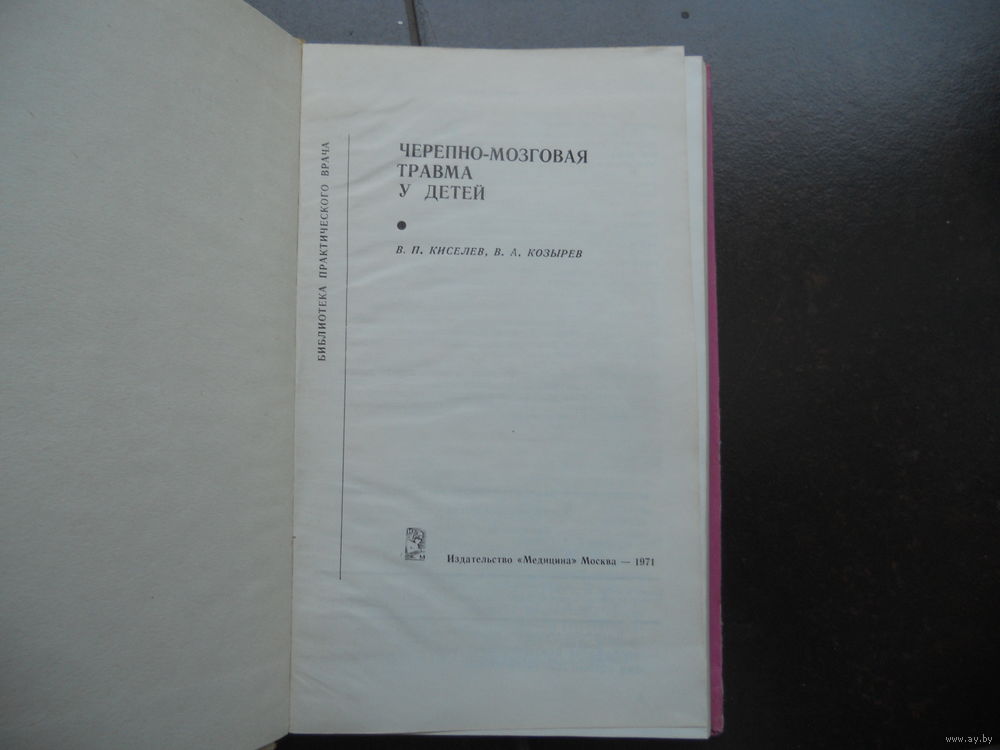 БИБЛИОТЕКА ПРАКТИЧЕСКОГО ВРАЧА
ЧЕРЕПНО-МОЗГОВАЯ
ТРАВМА
У ДЕТЕЙ
В. П. КИСЕЛЕВ, В. А. КОЗЫРЕВ
Издательство «Медицина» Москва — 1971
www.ay.by